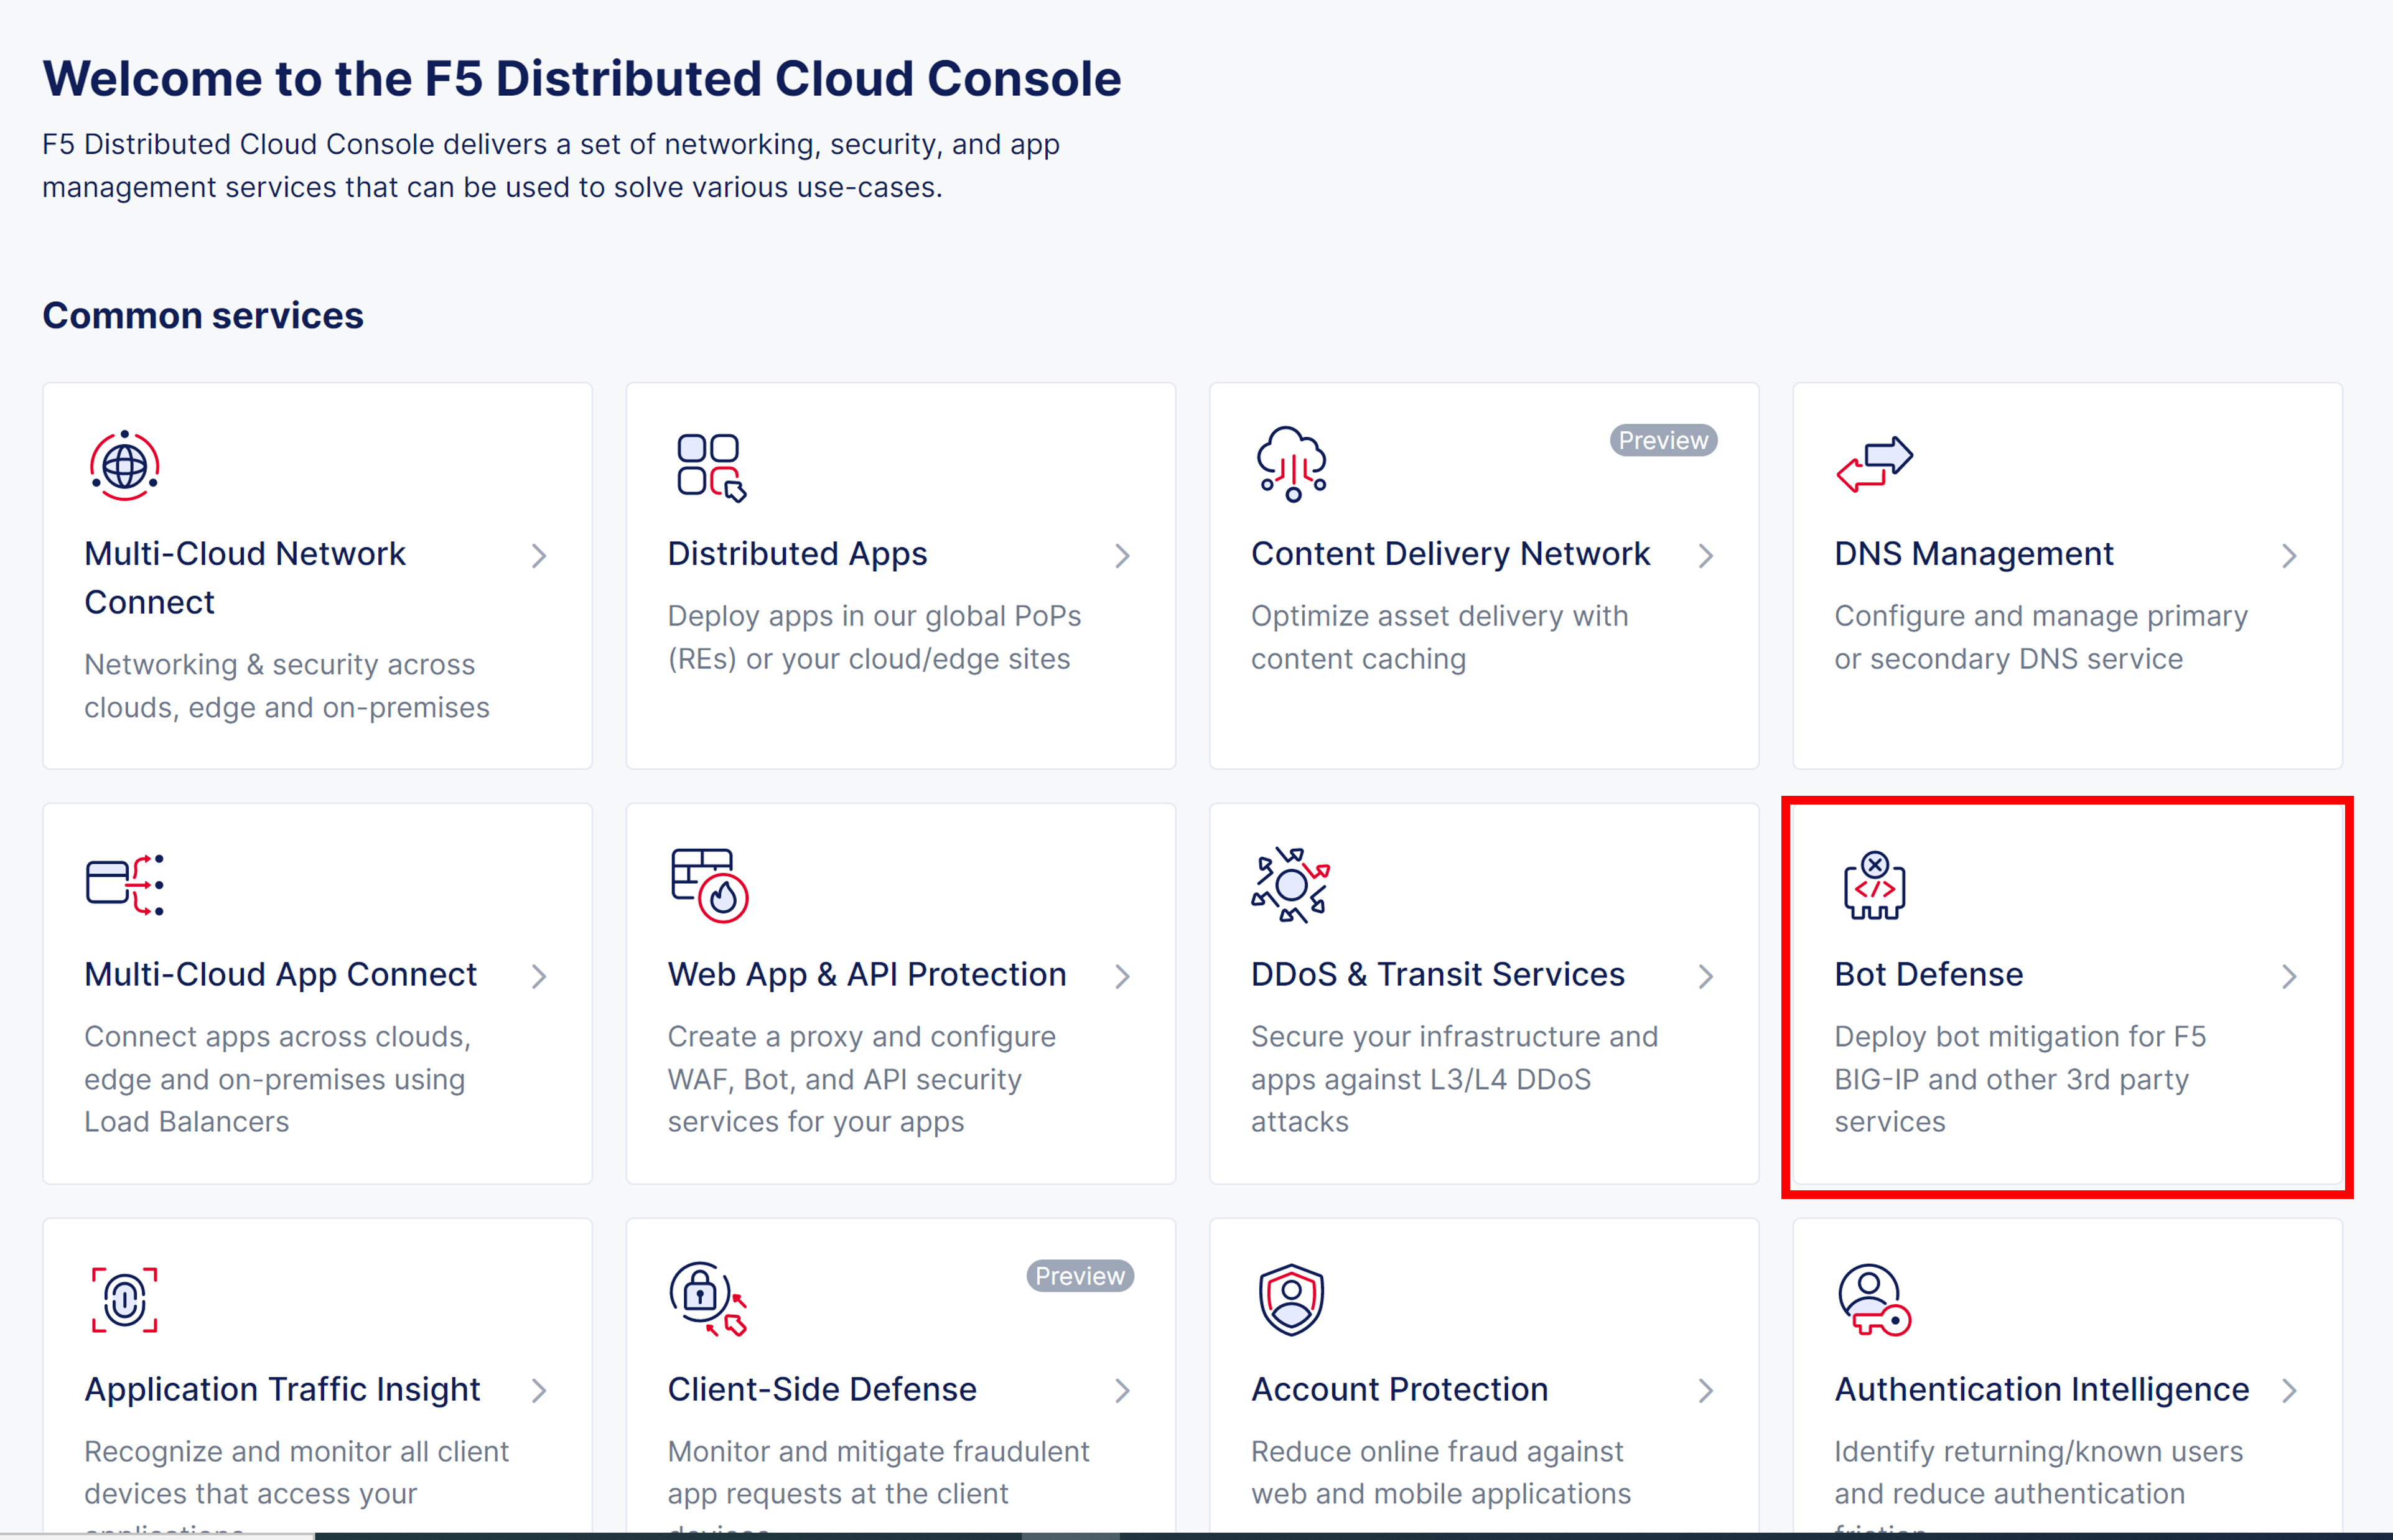 Welcome to the F5 Distributed Cloud Console
F5 Distributed Cloud Console delivers a set of networking, security, and app
management services that can be used to solve various use-cases.
Common services
Multi-Cloud Network
Connect
Networking & security across
clouds, edge and on-premises
Distributed Apps
Deploy apps in our global PoPs
(REs) or your cloud/edge sites
Preview
Content Delivery Network
Optimize asset delivery with
content caching
DNS Management
Configure and manage primary
or secondary DNS service
Multi-Cloud App Connect
Connect apps across clouds,
edge and on-premises using
Load Balancers
Web App & API Protection
Create a proxy and configure
WAF, Bot, and API security
services for your apps
DDoS & Transit Services
Secure your infrastructure and
apps against L3/L4 DDoS
attacks
Bot Defense
Deploy bot mitigation for F5
BIG-IP and other 3rd party
services
Application Traffic Insight
Recognize and monitor all client
devices that access your
Preview
Client-Side Defense
Monitor and mitigate fraudulent
app requests at the client
Account Protection
Reduce online fraud against
web and mobile applications
Authentication Intelligence
Identify returning/known users
and reduce authentication